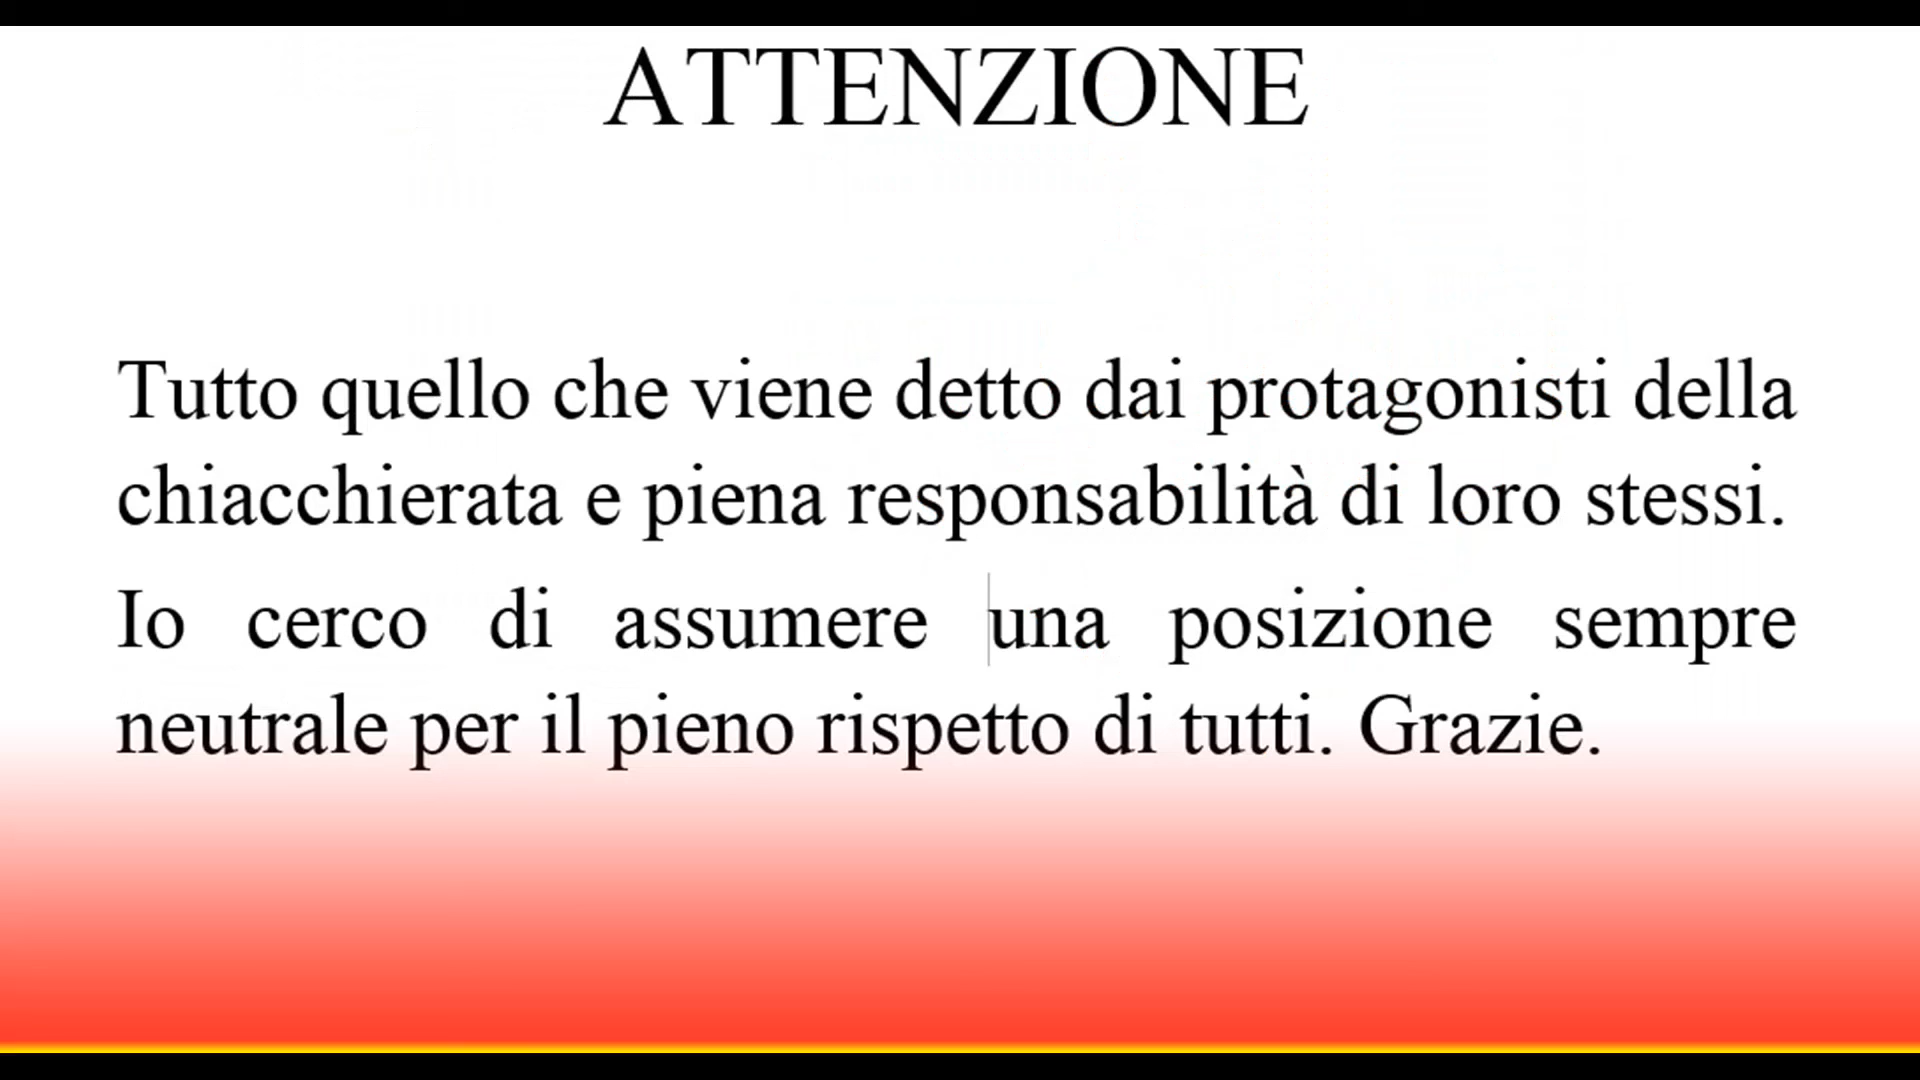 ATTENZIONE
Tutto quello che viene detto dai protagonisti della
chiacchierata e piena responsabilità di loro stessi.
Io cerco di assumere una posizione sempre
neutrale per il pieno rispetto di tutti. Grazie.